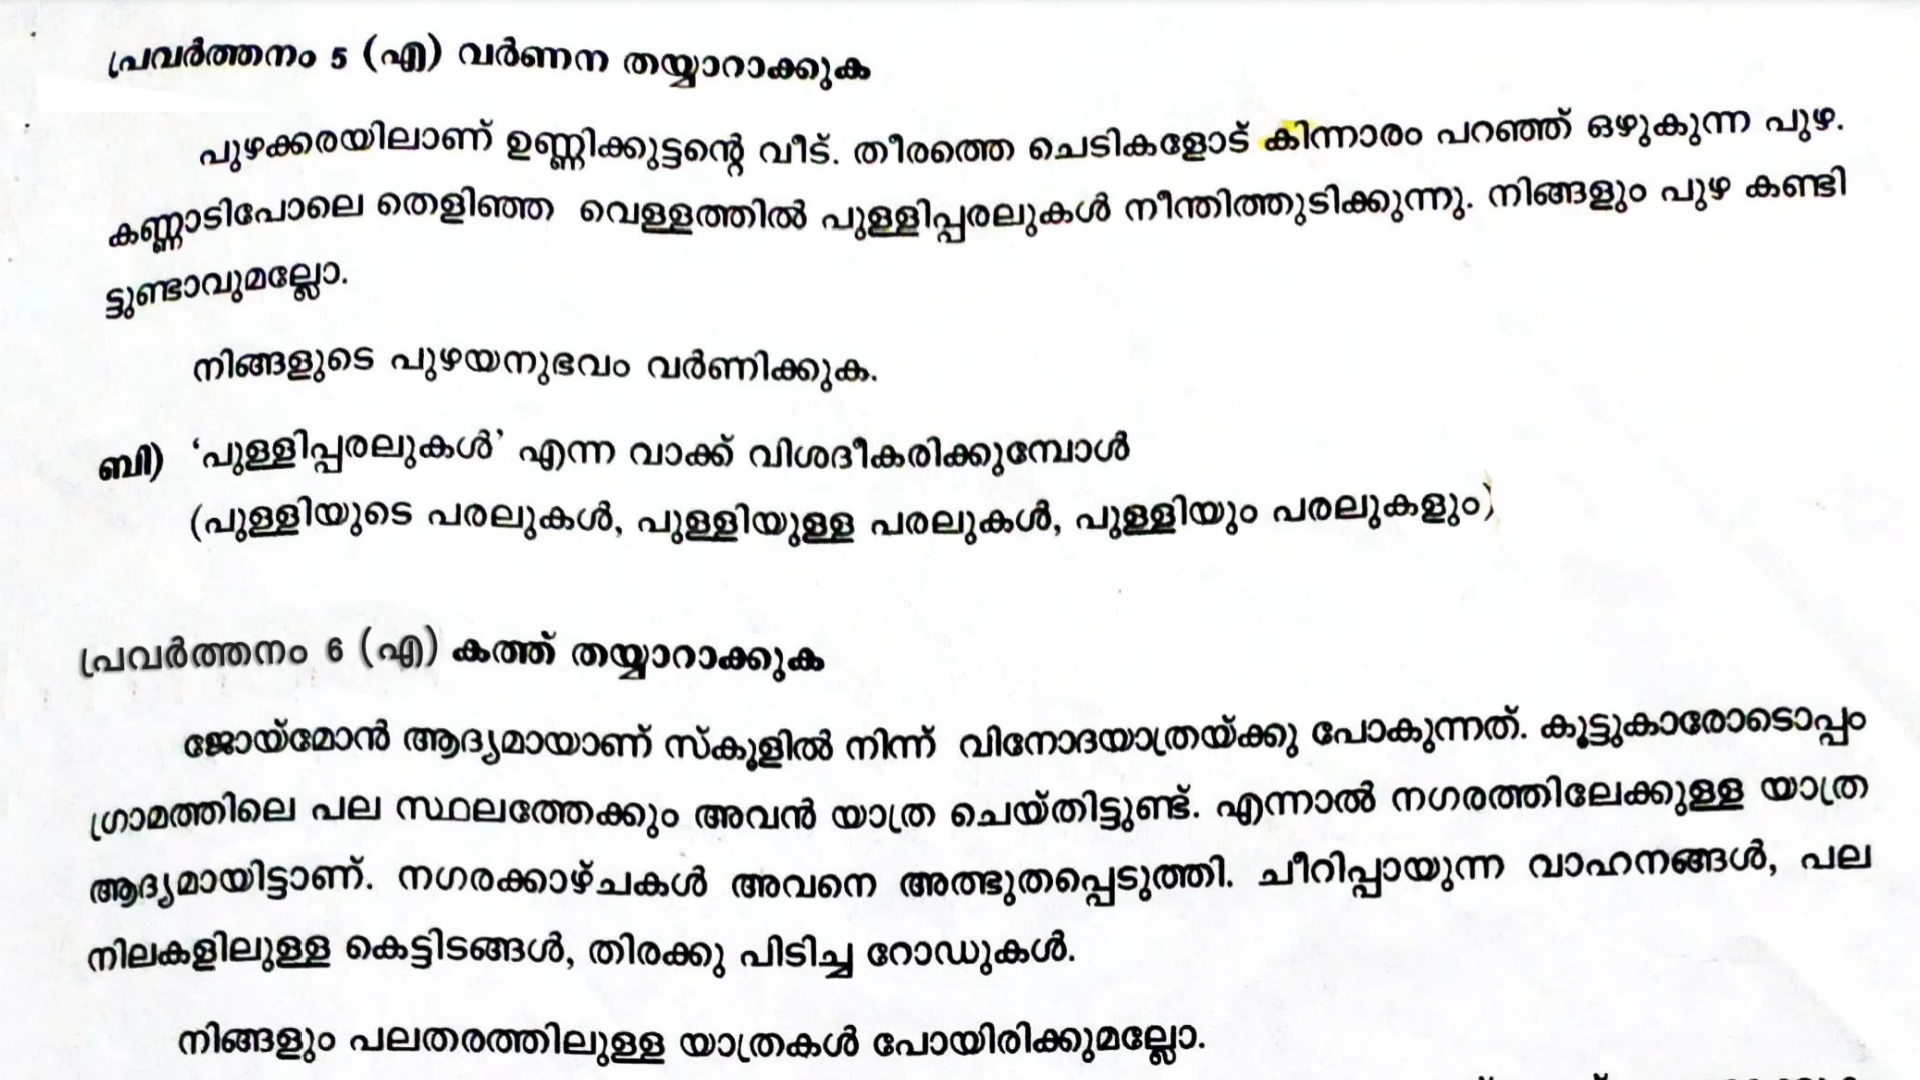 പ്രവർത്തനം 5 (എ) വർണന തയ്യാറാക്കുക
പുഴക്കരയിലാണ് ഉണ്ണിക്കുട്ടന്റെ വീട്. തീരത്തെ ചെടികളോട് കിന്നാരം പറഞ്ഞ് ഒഴുകുന്ന പുഴ.
കണ്ണാടിപോലെ തെളിഞ്ഞ വെള്ളത്തിൽ പുള്ളിപ്പരലുകൾ നീന്തിത്തുടിക്കുന്നു. നിങ്ങളും പുഴ കണ്ടി
ട്ടുണ്ടാവുമല്ലോ.
നിങ്ങളുടെ പുഴയനുഭവം വർണിക്കുക.
ബി) 'പുള്ളിപ്പരലുകൾ' എന്ന വാക്ക് വിശദീകരിക്കുമ്പോൾ
(പുള്ളിയുടെ പരലുകൾ, പുള്ളിയുള്ള പരലുകൾ, പുള്ളിയും പരലുകളും)
പ്രവർത്തനം 6 (എ) കത്ത് തയ്യാറാക്കുക
ജോയ്മോൻ ആദ്യമായാണ് സ്കൂളിൽ നിന്ന് വിനോദയാത്രയ്ക്കു പോകുന്നത്. കൂട്ടുകാരോടൊപ്പം
ഗ്രാമത്തിലെ പല സ്ഥലത്തേക്കും അവൻ യാത്ര ചെയ്തിട്ടുണ്ട്. എന്നാൽ നഗരത്തിലേക്കുള്ള യാത്ര
ആദ്യമായിട്ടാണ്. നഗരക്കാഴ്ചകൾ അവനെ അത്ഭുതപ്പെടുത്തി. ചീറിപ്പായുന്ന വാഹനങ്ങൾ, പല
നിലകളിലുള്ള കെട്ടിടങ്ങൾ, തിരക്കു പിടിച്ച റോഡുകൾ.
നിങ്ങളും പലതരത്തിലുള്ള യാത്രകൾ പോയിരിക്കുമല്ലോ.